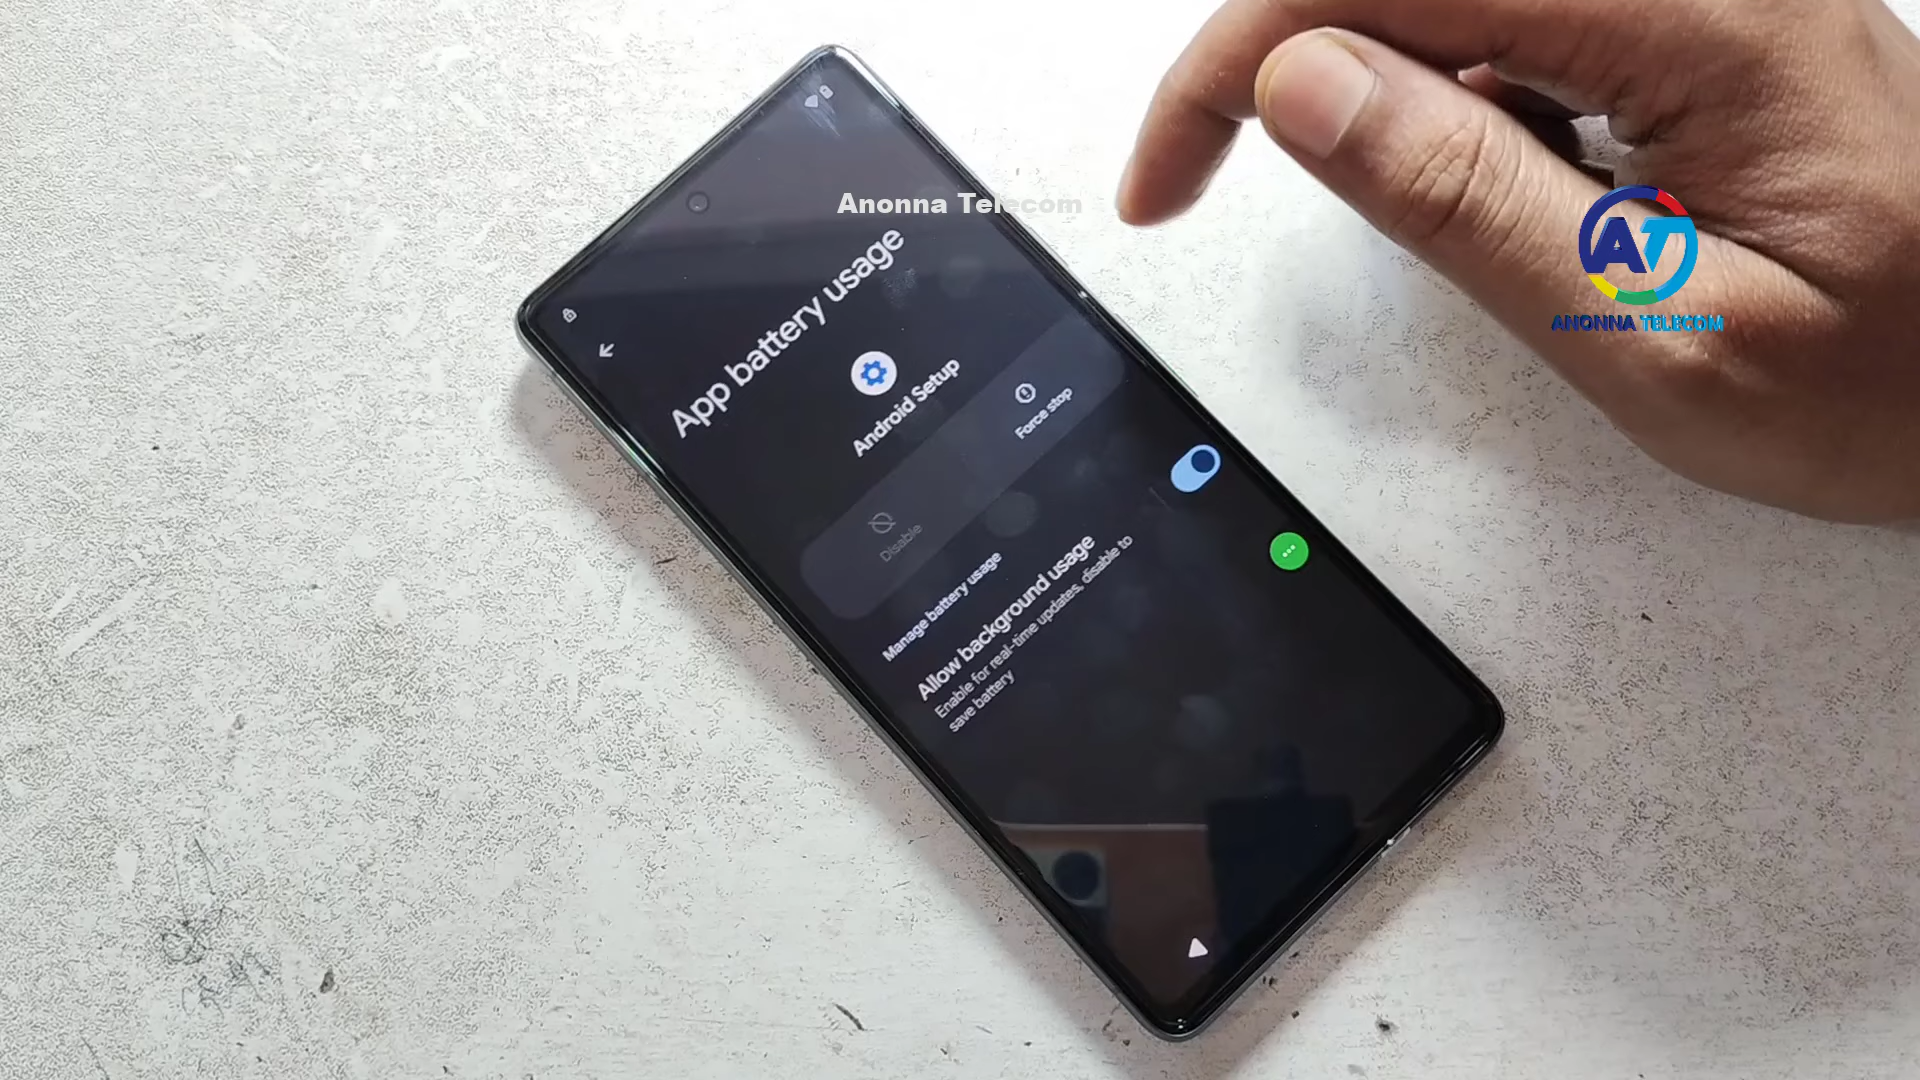 Anonna Telecom
AT
ANONNA TELECOM
App battery usage
Android Setup
Disable
Force stop
Manage battery usage
Allow background usage
Enable for real-time updates, disable to
save battery